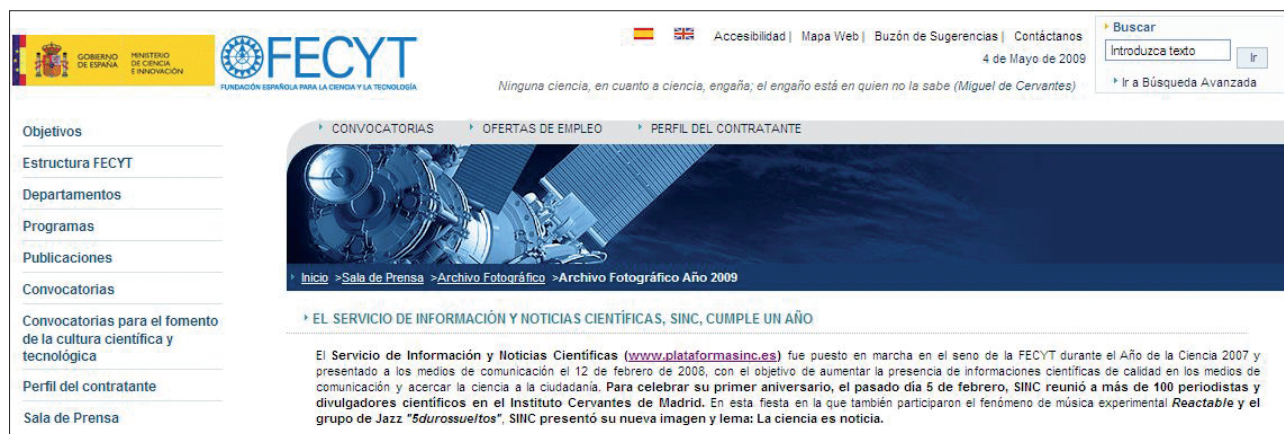 GOBIERNO DE ESPAÑA
MINISTERIO DE CIENCIA E INNOVACIÓN
FECYT
FUNDACIÓN ESPAÑOLA PARA LA CIENCIA Y LA TECNOLOGÍA
Accesibilidad | Mapa Web | Buzón de Sugerencias | Contáctanos
4 de Mayo de 2009
Ninguna ciencia, en cuanto a ciencia, engaña; el engaño está en quien no la sabe (Miguel de Cervantes)
Buscar
Introduzca texto
Ir
Ir a Búsqueda Avanzada
Objetivos
Estructura FECYT
Departamentos
Programas
Publicaciones
Convocatorias
Convocatorias para el fomento
de la cultura científica y
tecnológica
Perfil del contratante
Sala de Prensa
CONVOCATORIAS OFERTAS DE EMPLEO PERFIL DEL CONTRATANTE
Inicio >Sala de Prensa >Archivo Fotográfico >Archivo Fotográfico Año 2009
EL SERVICIO DE INFORMACIÓN Y NOTICIAS CIENTÍFICAS, SINC, CUMPLE UN AÑO
El Servicio de Información y Noticias Científicas (www.plataformasinc.es) fue puesto en marcha en el seno de la FECYT durante el Año de la Ciencia 2007 y
presentado a los medios de comunicación el 12 de febrero de 2008, con el objetivo de aumentar la presencia de informaciones científicas de calidad en los medios de
comunicación y acercar la ciencia a la ciudadanía. Para celebrar su primer aniversario, el pasado día 5 de febrero, SINC reunió a más de 100 periodistas y
divulgadores científicos en el Instituto Cervantes de Madrid. En esta fiesta en la que también participaron el fenómeno de música experimental Reactable y el
grupo de Jazz "5durossueltos", SINC presentó su nueva imagen y lema: La ciencia es noticia.